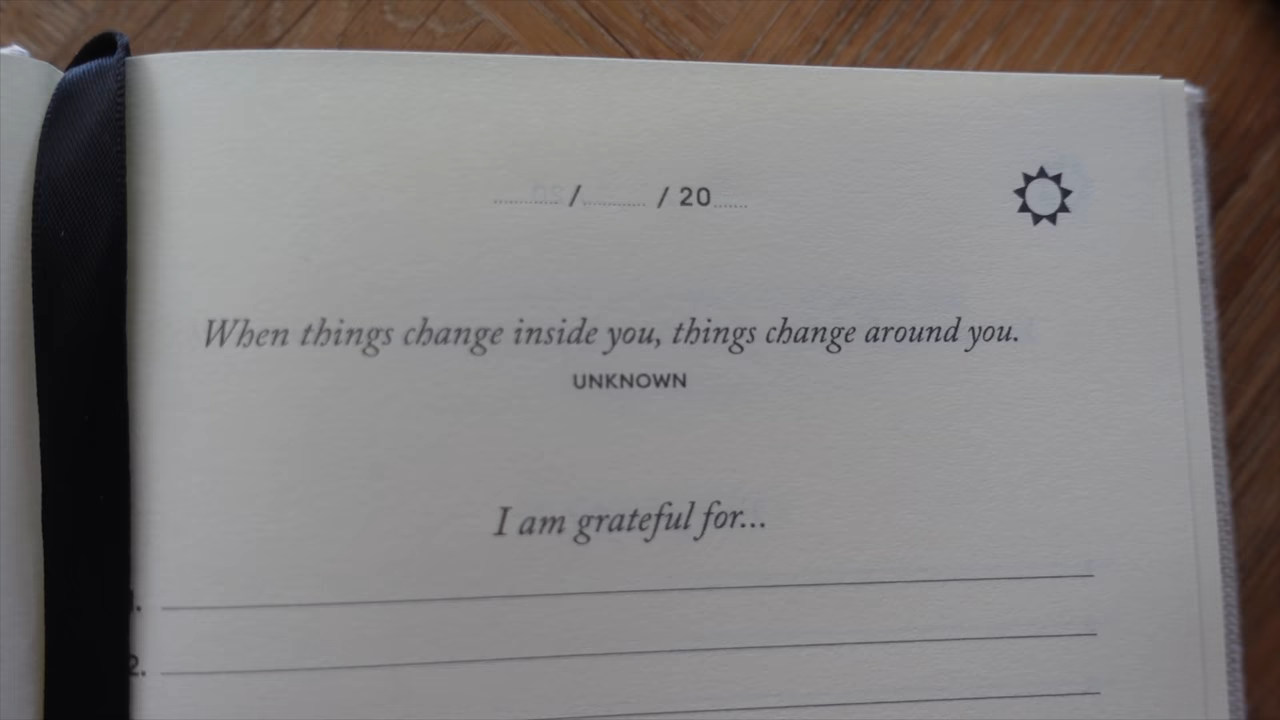 ............/............ / 20.......
When things change inside you, things change around you.
UNKNOWN
I am grateful for...
1.
2.